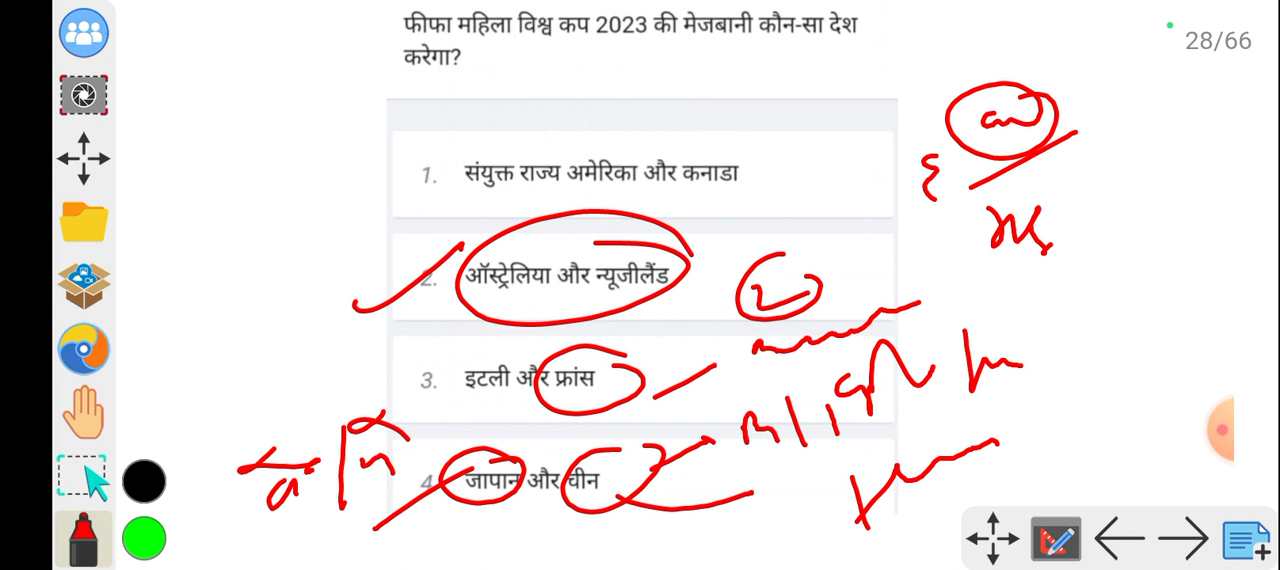 फीफा महिला विश्व कप 2023 की मेजबानी कौन-सा देश
करेगा?
28/66
1. संयुक्त राज्य अमेरिका और कनाडा
2. ऑस्ट्रेलिया और न्यूजीलैंड
3. इटली और फ्रांस
4. जापान और चीन